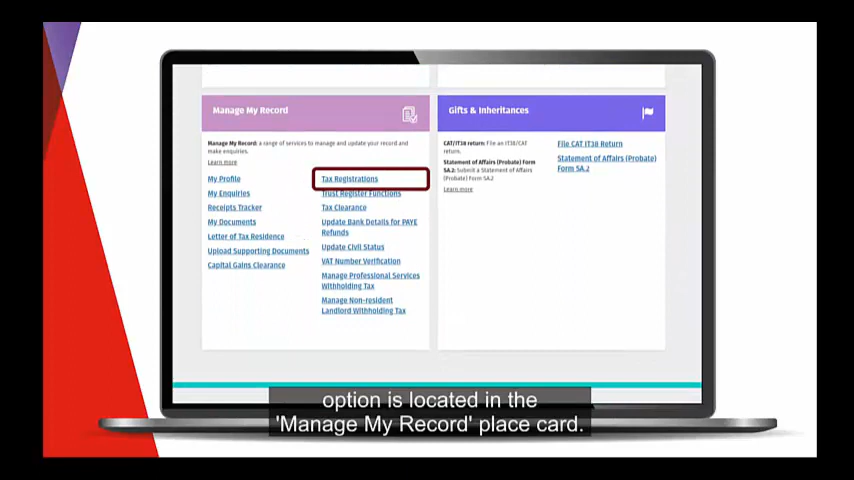 Manage My Record
Manage My Record: a range of services to manage and update your record and
make enquiries.
Learn more
My Profile
My Enquiries
Receipts Tracker
My Documents
Letter of Tax Residence
Upload Supporting Documents
Capital Gains Clearance
Tax Registrations
Trust Register Functions
Tax Clearance
Update Bank Details for PAYE
Refunds
Update Civil Status
VAT Number Verification
Manage Professional Services
Withholding Tax
Manage Non-resident
Landlord Withholding Tax
Gifts & Inheritances
CAT/IT38 return: File an IT38/CAT
return.
Statement of Affairs (Probate) Form
SA.2: Submit a Statement of Affairs
(Probate) Form SA.2
Learn more
File CAT IT38 Return
Statement of Affairs (Probate)
Form SA.2
option is located in the
'Manage My Record' place card.